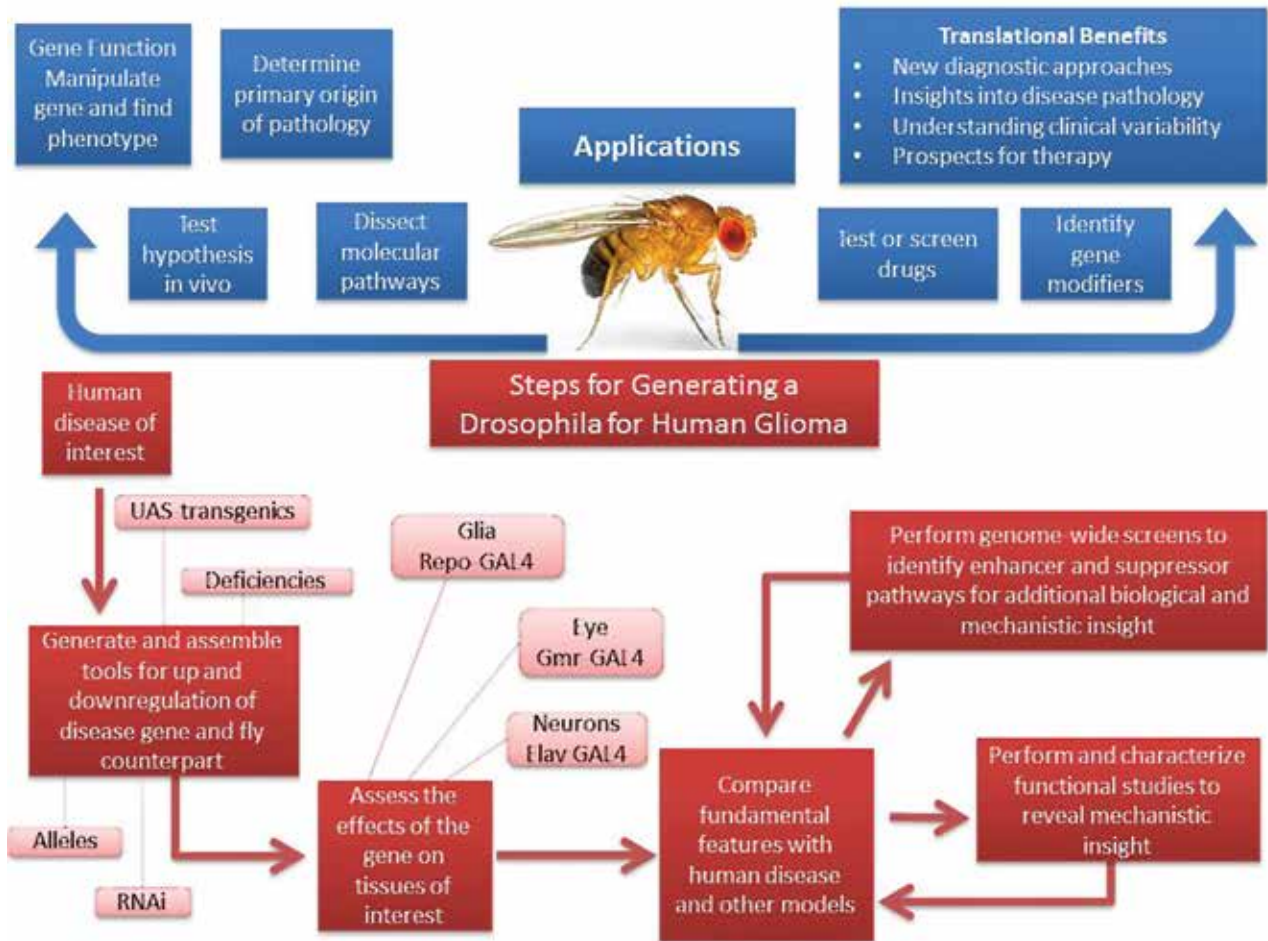 Gene Function
Manipulate
gene and find
phenotype
Determine
primary origin
of pathology
Applications
Translational Benefits
• New diagnostic approaches
• Insights into disease pathology
• Understanding clinical variability
• Prospects for therapy
Test
hypothesis
in vivo
Dissect
molecular
pathways
Test or screen
drugs
Identify
gene
modifiers
Steps for Generating a
Drosophila for Human Glioma
Human
disease of
interest
UAS transgenics
Deficiencies
Glia
Repo GAL4
Eye
Gmr GAL4
Neurons
Elav GAL4
Generate and assemble
tools for up and
downregulation of
disease gene and fly
counterpart
Alleles
RNAi
Assess the
effects of the
gene on
tissues of
interest
Compare
fundamental
features with
human disease
and other models
Perform genome-wide screens to
identify enhancer and suppressor
pathways for additional biological and
mechanistic insight
Perform and characterize
functional studies to
reveal mechanistic
insight